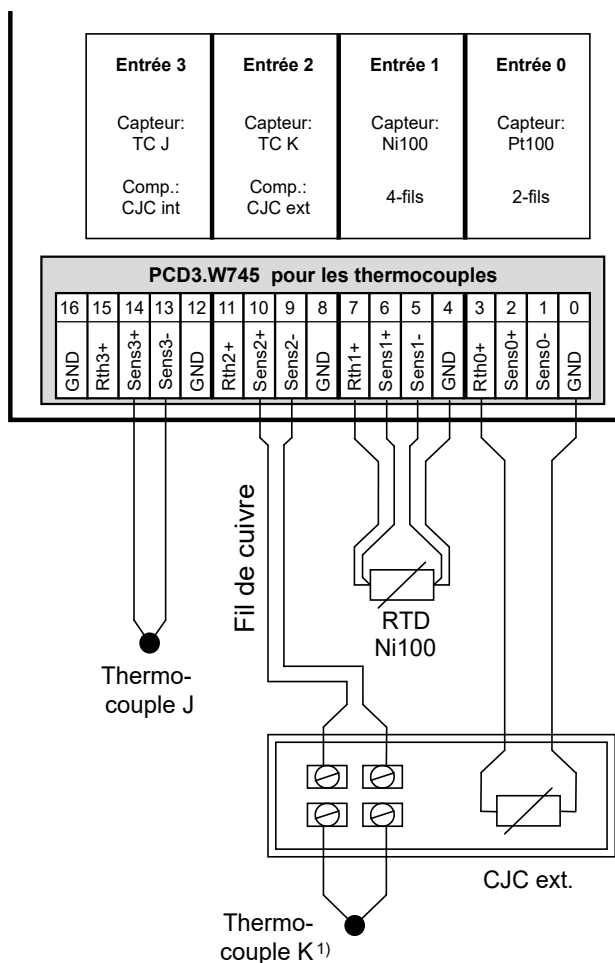 Entrée 3
Capteur:
TC J
Comp.:
CJC int
Entrée 2
Capteur:
TC K
Comp.:
CJC ext
Entrée 1
Capteur:
Ni100
4-fils
Entrée 0
Capteur:
Pt100
2-fils
PCD3.W745 pour les thermocouples
16 15 14 13 12 11 10 9 8 7 6 5 4 3 2 1 0
GND
Rth3+
Sens3+
Sens3-
GND
Rth2+
Sens2+
Sens2-
GND
Rth1+
Sens1+
Sens1-
GND
Rth0+
Sens0+
Sens0-
GND
Fil de cuivre
RTD
Ni100
Thermo-
couple J
CJC ext.
Thermo-
couple K 1)